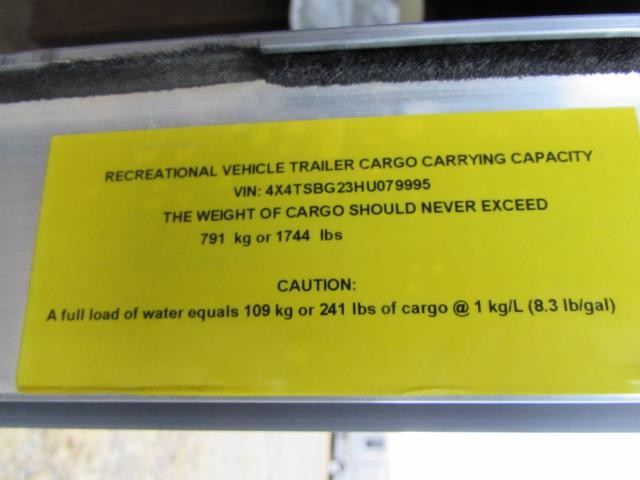 RECREATIONAL VEHICLE TRAILER CARGO CARRYING CAPACITY
VIN: 4X4TSBG23HU079995
THE WEIGHT OF CARGO SHOULD NEVER EXCEED
791 kg or 1744 lbs
CAUTION:
A full load of water equals 109 kg or 241 lbs of cargo @ 1 kg/L (8.3 lb/gal)